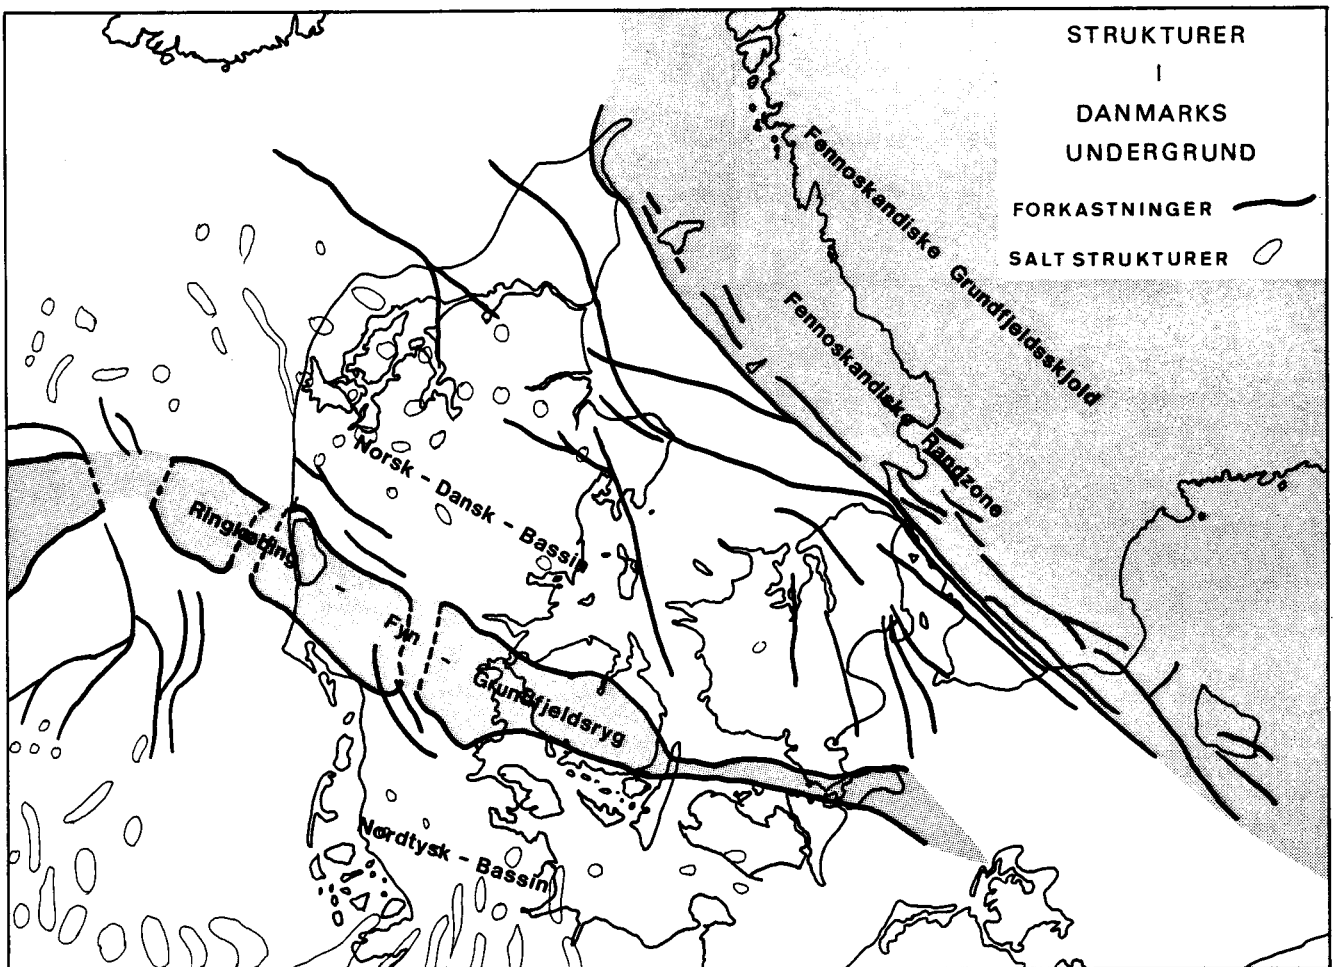 STRUKTURER
I
DANMARKS
UNDERGRUND
FORKASTNINGER
SALT STRUKTURER
Fennoskandiske Grundfjeldsskjold
Fennoskandiske Randzone
Norsk - Dansk - Bassin
Ringkøbing - Fyn - Grundfjeldsryg
Nordtysk - Bassin